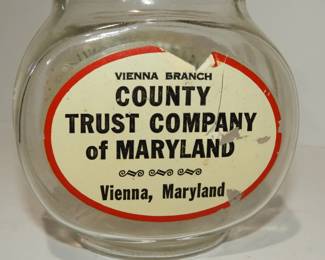 VIENNA BRANCH
COUNTY
TRUST COMPANY
of MARYLAND
Vienna, Maryland